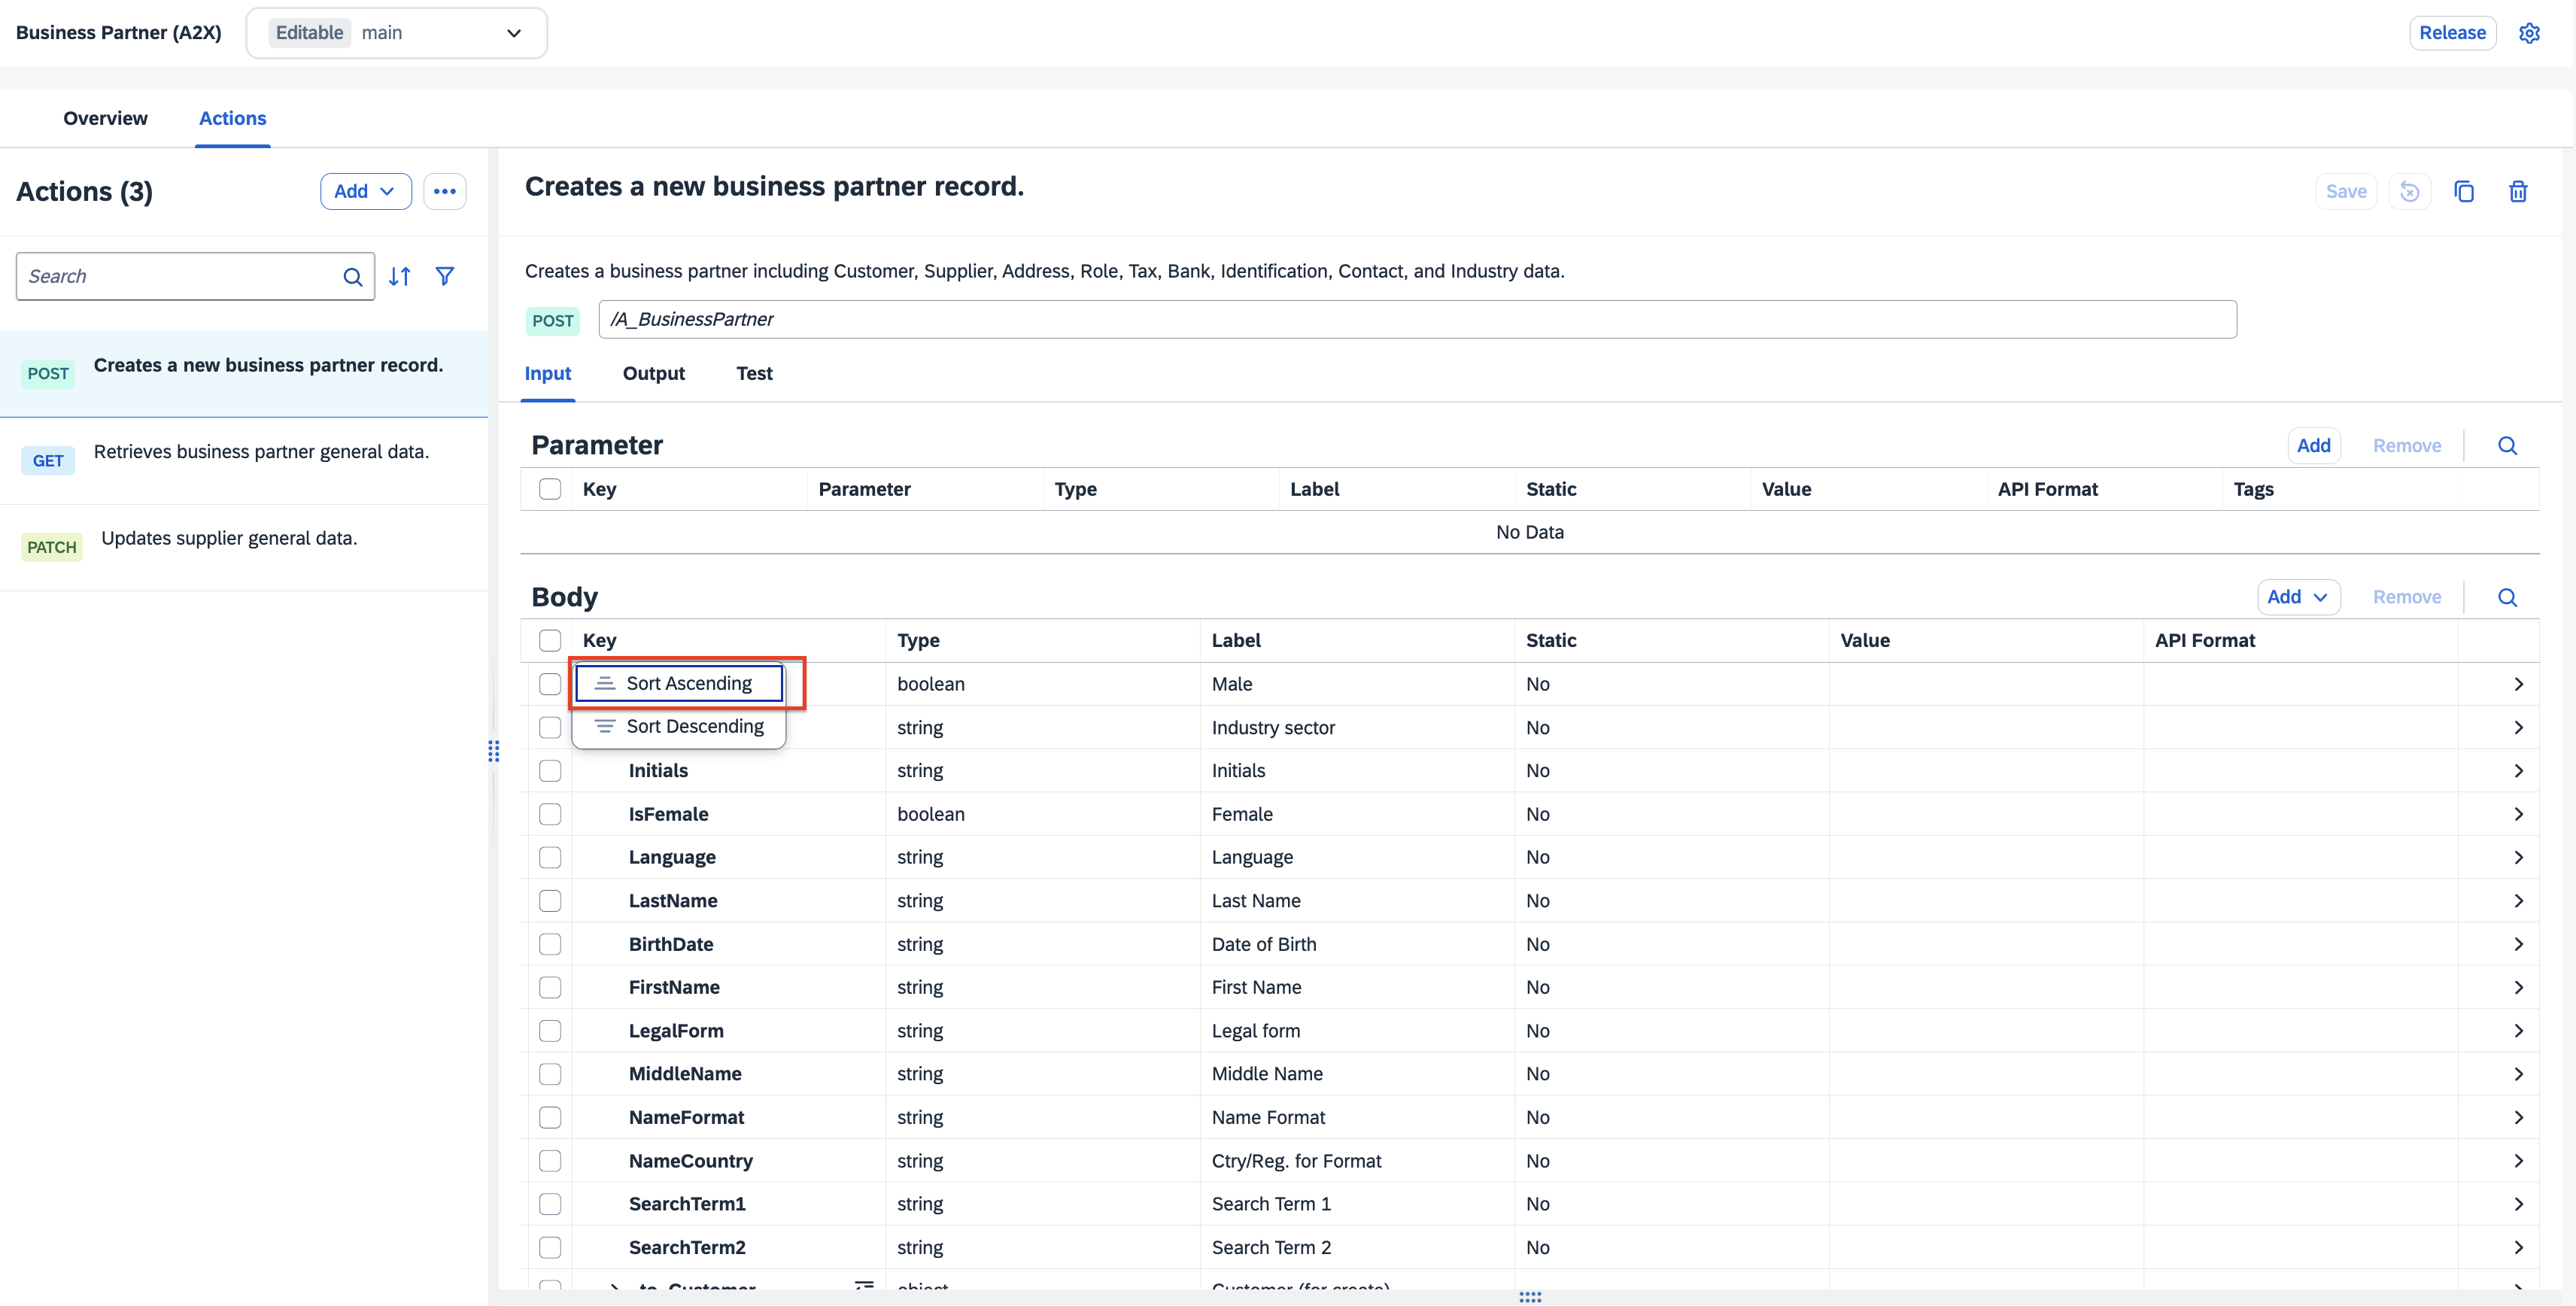 Business Partner (A2X) Editable main Release
Overview Actions
Actions (3) Add
Search
POST Creates a new business partner record.
GET Retrieves business partner general data.
PATCH Updates supplier general data.
Creates a new business partner record. Save
Creates a business partner including Customer, Supplier, Address, Role, Tax, Bank, Identification, Contact, and Industry data.
POST /A_BusinessPartner
Input Output Test
Parameter Add Remove
Key Parameter Type Label Static Value API Format Tags
No Data
Body Add Remove
Key Type Label Static Value API Format
Sort Ascending boolean Male No
Sort Descending string Industry sector No
Initials string Initials No
IsFemale boolean Female No
Language string Language No
LastName string Last Name No
BirthDate string Date of Birth No
FirstName string First Name No
LegalForm string Legal form No
MiddleName string Middle Name No
NameFormat string Name Format No
NameCountry string Ctry/Reg. for Format No
SearchTerm1 string Search Term 1 No
SearchTerm2 string Search Term 2 No
to_Customer object Customer (for create)